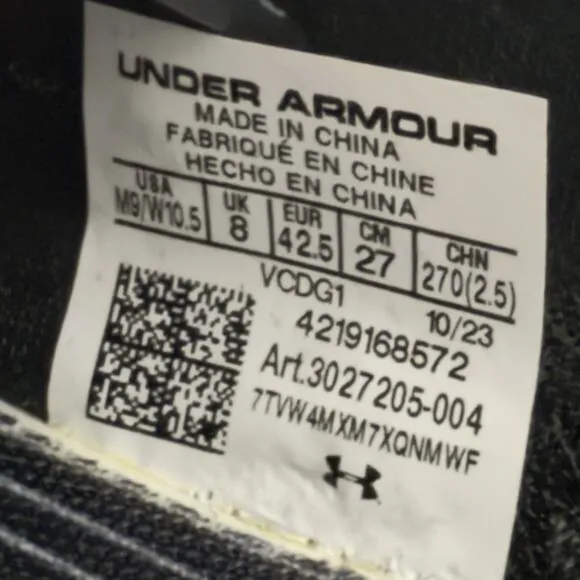 UNDER ARMOUR
MADE IN CHINA
FABRIQUÉ EN CHINE
HECHO EN CHINA
USA UK EUR CM CHN
M9/W10.5 8 42.5 27 270(2.5)
VCDG1 10/23
4219168572
Art.3027205-004
7TVW4MXM7XQNMWF